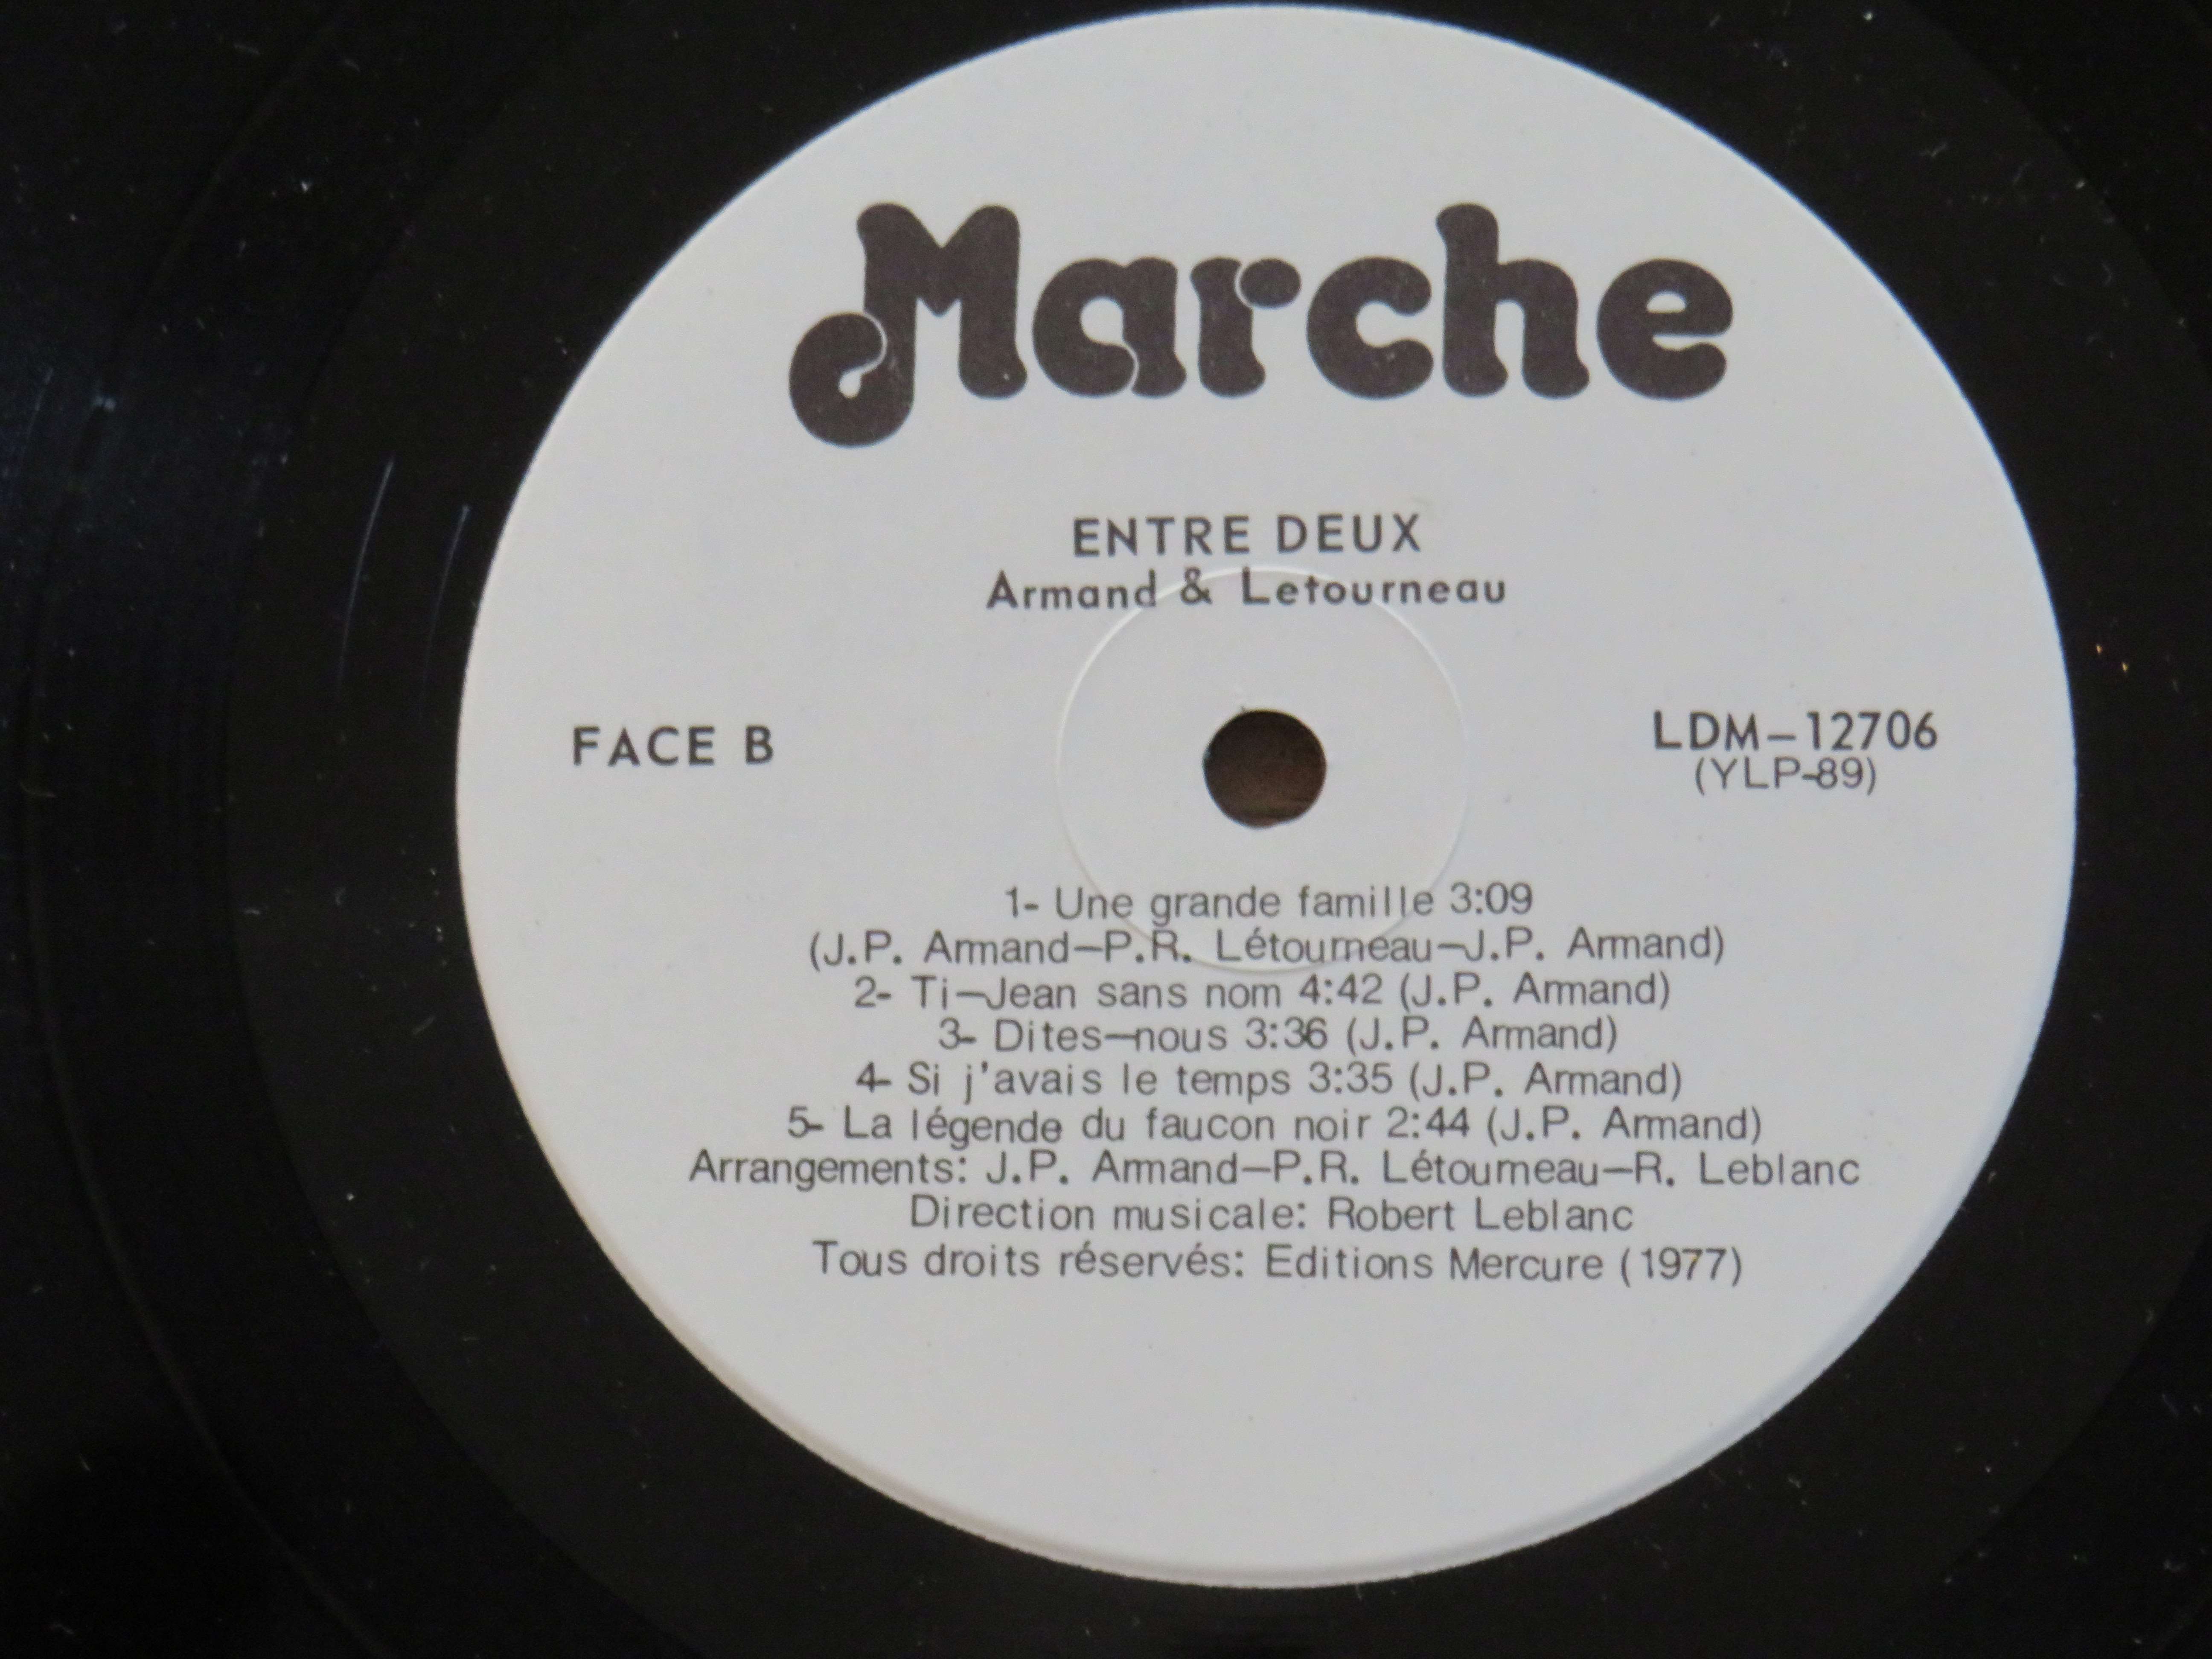 Marche
ENTRE DEUX
Armand & Letourneau
FACE B
LDM-12706
(YLP-89)
1- Une grande famille 3:09
(J.P. Armand-P.R. Létourneau-J.P. Armand)
2- Ti-Jean sans nom 4:42 (J.P. Armand)
3- Dites-nous 3:36 (J.P. Armand)
4- Si j'avais le temps 3:35 (J.P. Armand)
5- La légende du faucon noir 2:44 (J.P. Armand)
Arrangements: J.P. Armand-P.R. Létourneau-R. Leblanc
Direction musicale: Robert Leblanc
Tous droits réservés: Editions Mercure (1977)